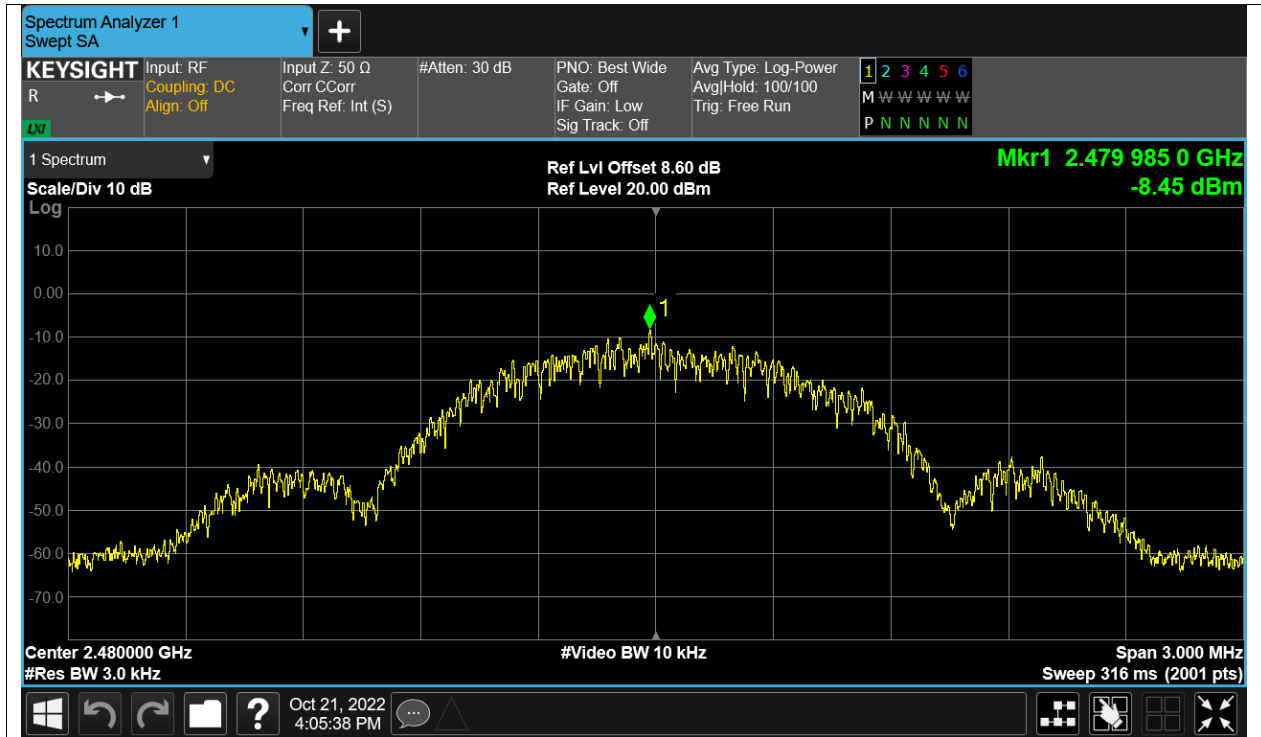 Spectrum Analyzer 1
Swept SA
KEYSIGHT
R
LXI
Input: RF
Coupling: DC
Align: Off
Input Z: 50 Ω
Corr CCorr
Freq Ref: Int (S)
#Atten: 30 dB
PNO: Best Wide
Gate: Off
IF Gain: Low
Sig Track: Off
Avg Type: Log-Power
Avg|Hold: 100/100
Trig: Free Run
1 2 3 4 5 6
M W W W W W W
P N N N N N N
1 Spectrum
Scale/Div 10 dB
Log
Ref Lvl Offset 8.60 dB
Ref Level 20.00 dBm
Mkr1 2.479 985 0 GHz
-8.45 dBm
10.0
0.00
-10.0
-20.0
-30.0
-40.0
-50.0
-60.0
-70.0
1
Center 2.480000 GHz
#Res BW 3.0 kHz
#Video BW 10 kHz
Span 3.000 MHz
Sweep 316 ms (2001 pts)
Oct 21, 2022
4:05:38 PM